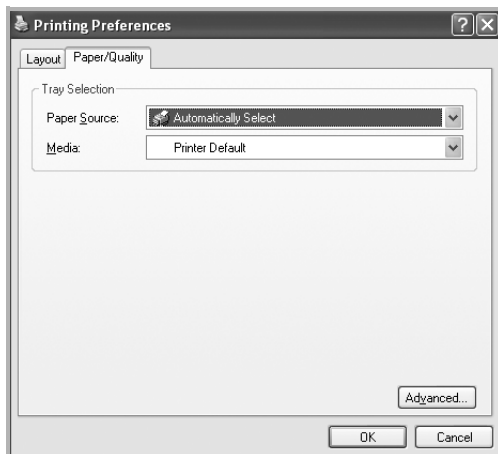 Printing Preferences
Layout Paper/Quality
Tray Selection
Paper Source: Automatically Select
Media: Printer Default
Advanced...
OK Cancel